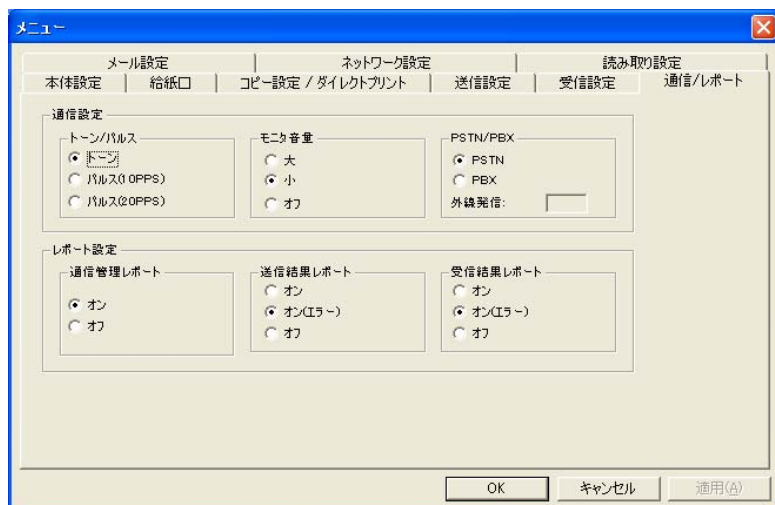 メニュー
メール設定 ネットワーク設定 読み取り設定
本体設定 給紙口 コピー設定 / ダイレクトプリント 送信設定 受信設定 通信/レポート
通信設定
トーン/パルス モニタ音量 PSTN/PBX
トーン 大 PSTN
パルス(10PPS) 小 PBX
パルス(20PPS) オフ 外線発信:
レポート設定
通信管理レポート 送信結果レポート 受信結果レポート
オン オン オン
オフ オン(エラー) オン(エラー)
オフ オフ
OK キャンセル 適用(A)